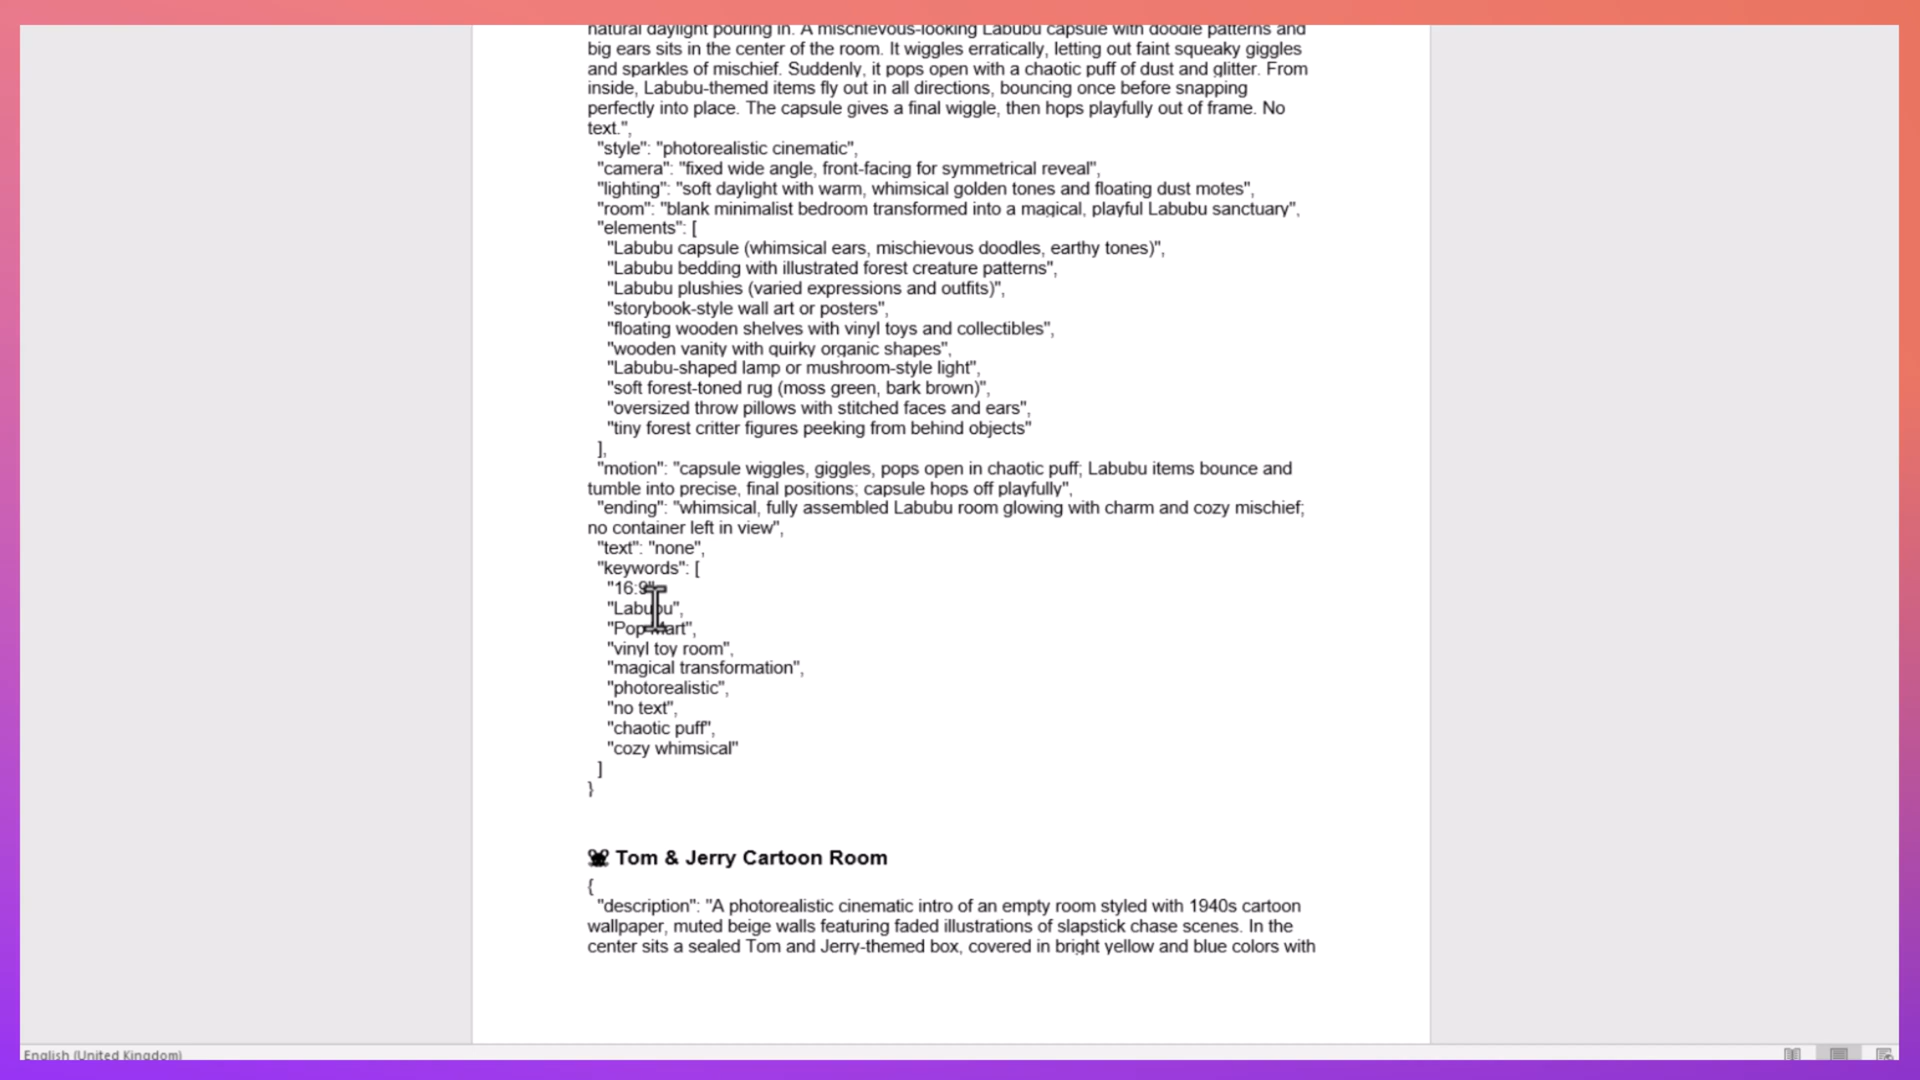 natural daylight pouring in. A mischievous-looking Labubu capsule with doodle patterns and
big ears sits in the center of the room. It wiggles erratically, letting out faint squeaky giggles
and sparkles of mischief. Suddenly, it pops open with a chaotic puff of dust and glitter. From
inside, Labubu-themed items fly out in all directions, bouncing once before snapping
perfectly into place. The capsule gives a final wiggle, then hops playfully out of frame. No
text.",
"style": "photorealistic cinematic",
"camera": "fixed wide angle, front-facing for symmetrical reveal",
"lighting": "soft daylight with warm, whimsical golden tones and floating dust motes",
"room": "blank minimalist bedroom transformed into a magical, playful Labubu sanctuary",
"elements": [
"Labubu capsule (whimsical ears, mischievous doodles, earthy tones)",
"Labubu bedding with illustrated forest creature patterns",
"Labubu plushies (varied expressions and outfits)",
"storybook-style wall art or posters",
"floating wooden shelves with vinyl toys and collectibles",
"wooden vanity with quirky organic shapes",
"Labubu-shaped lamp or mushroom-style light",
"soft forest-toned rug (moss green, bark brown)",
"oversized throw pillows with stitched faces and ears",
"tiny forest critter figures peeking from behind objects"
],
"motion": "capsule wiggles, giggles, pops open in chaotic puff; Labubu items bounce and
tumble into precise, final positions; capsule hops off playfully",
"ending": "whimsical, fully assembled Labubu room glowing with charm and cozy mischief;
no container left in view",
"text": "none",
"keywords": [
"16:9",
"Labubu",
"Pop Mart",
"vinyl toy room",
"magical transformation",
"photorealistic",
"no text",
"chaotic puff",
"cozy whimsical"
]
}
Tom & Jerry Cartoon Room
{
"description": "A photorealistic cinematic intro of an empty room styled with 1940s cartoon
wallpaper, muted beige walls featuring faded illustrations of slapstick chase scenes. In the
center sits a sealed Tom and Jerry-themed box, covered in bright yellow and blue colors with
English (United Kingdom)